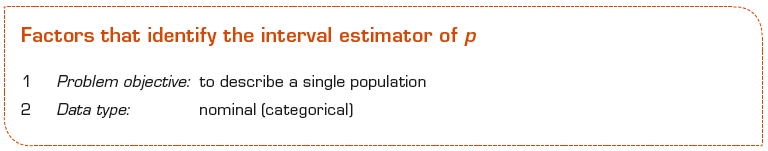 Factors that identify the interval estimator of p
1 Problem objective: to describe a single population
2 Data type: nominal (categorical)